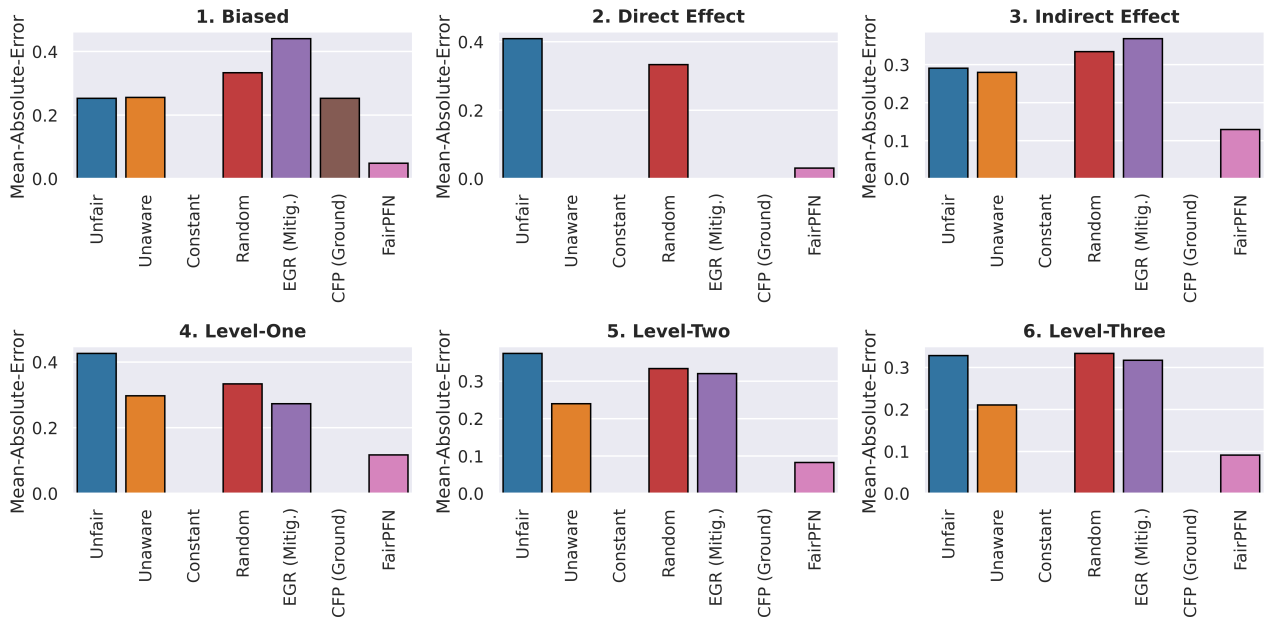 1. Biased
Mean-Absolute-Error
0.4
0.2
0.0
Unfair
Unaware
Constant
Random
EGR (Mitig.)
CFP (Ground)
FairPFN
2. Direct Effect
Mean-Absolute-Error
0.4
0.2
0.0
Unfair
Unaware
Constant
Random
EGR (Mitig.)
CFP (Ground)
FairPFN
3. Indirect Effect
Mean-Absolute-Error
0.3
0.2
0.1
0.0
Unfair
Unaware
Constant
Random
EGR (Mitig.)
CFP (Ground)
FairPFN
4. Level-One
Mean-Absolute-Error
0.4
0.2
0.0
Unfair
Unaware
Constant
Random
EGR (Mitig.)
CFP (Ground)
FairPFN
5. Level-Two
Mean-Absolute-Error
0.3
0.2
0.1
0.0
Unfair
Unaware
Constant
Random
EGR (Mitig.)
CFP (Ground)
FairPFN
6. Level-Three
Mean-Absolute-Error
0.3
0.2
0.1
0.0
Unfair
Unaware
Constant
Random
EGR (Mitig.)
CFP (Ground)
FairPFN